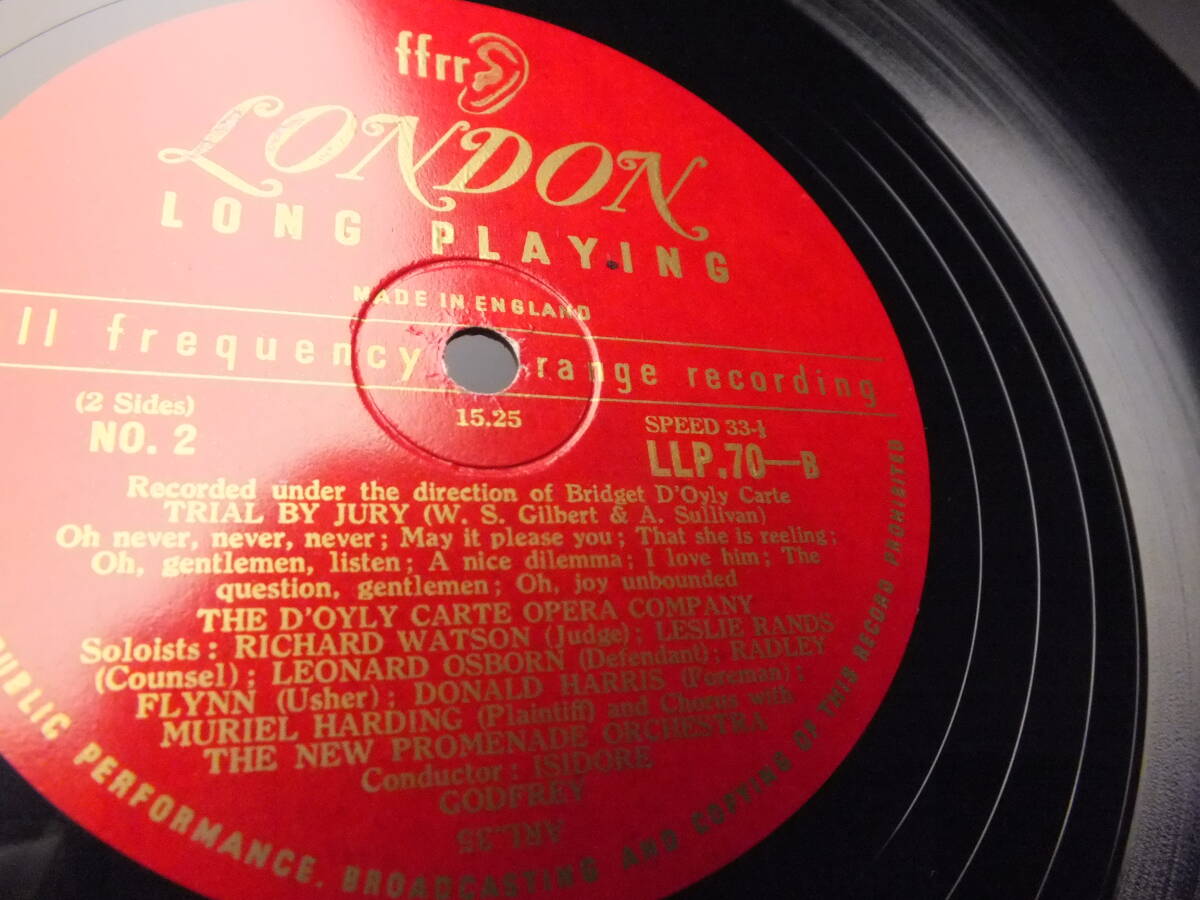 ffrr
LONDON
LONG PLAYING
MADE IN ENGLAND
ll frequency range recording
(2 Sides)
NO. 2
15.25
SPEED 33-⅓
LLP.70—B
Recorded under the direction of Bridget D'Oyly Carte
TRIAL BY JURY (W. S. Gilbert & A. Sullivan)
Oh never, never, never; May it please you; That she is reeling;
Oh, gentlemen, listen; A nice dilemma; I love him; The
question, gentlemen; Oh, joy unbounded
THE D'OYLY CARTE OPERA COMPANY
Soloists: RICHARD WATSON (Judge); LESLIE RANDS
(Counsel); LEONARD OSBORN (Defendant); RADLEY
FLYNN (Usher); DONALD HARRIS (Foreman);
MURIEL HARDING (Plaintiff) and Chorus with
THE NEW PROMENADE ORCHESTRA
Conductor: ISIDORE
GODFREY
ARL.35
PUBLIC PERFORMANCE. BROADCASTING AND COPYING OF THIS RECORD PROHIBITED